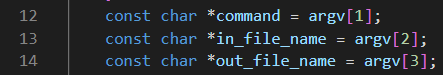 12 const char *command = argv[1];
13 const char *in_file_name = argv[2];
14 const char *out_file_name = argv[3];